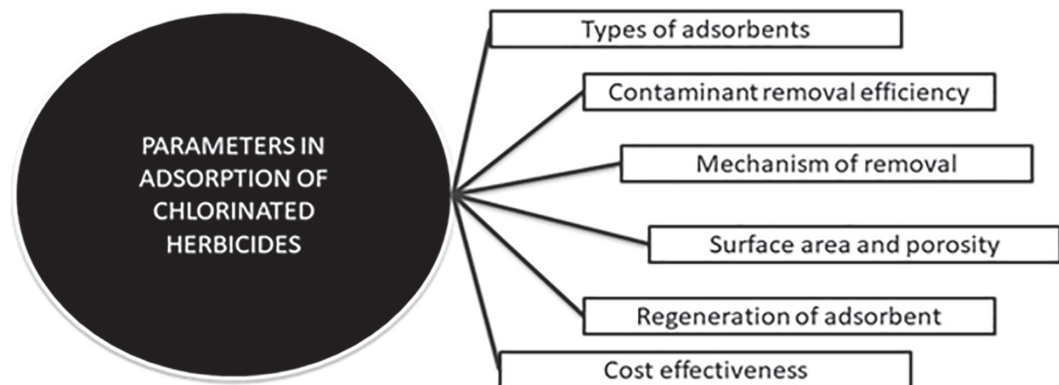 PARAMETERS IN
ADSORPTION OF
CHLORINATED
HERBICIDES
Types of adsorbents
Contaminant removal efficiency
Mechanism of removal
Surface area and porosity
Regeneration of adsorbent
Cost effectiveness